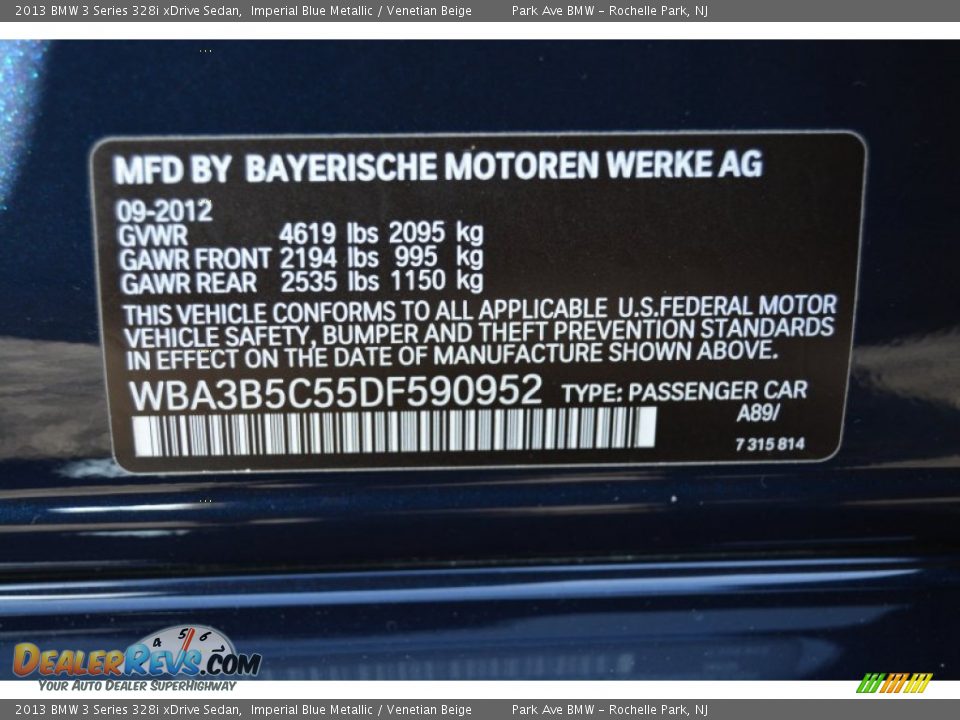 2013 BMW 3 Series 328i xDrive Sedan, Imperial Blue Metallic / Venetian Beige Park Ave BMW - Rochelle Park, NJ
MFD BY BAYERISCHE MOTOREN WERKE AG
09-2012
GVWR 4619 lbs 2095 kg
GAWR FRONT 2194 lbs 995 kg
GAWR REAR 2535 lbs 1150 kg
THIS VEHICLE CONFORMS TO ALL APPLICABLE U.S.FEDERAL MOTOR
VEHICLE SAFETY, BUMPER AND THEFT PREVENTION STANDARDS
IN EFFECT ON THE DATE OF MANUFACTURE SHOWN ABOVE.
WBA3B5C55DF590952 TYPE: PASSENGER CAR
A89/
7 315 814
4 5 6
DEALERREVS.COM
YOUR AUTO DEALER SUPERHIGHWAY
2013 BMW 3 Series 328i xDrive Sedan, Imperial Blue Metallic / Venetian Beige Park Ave BMW - Rochelle Park, NJ